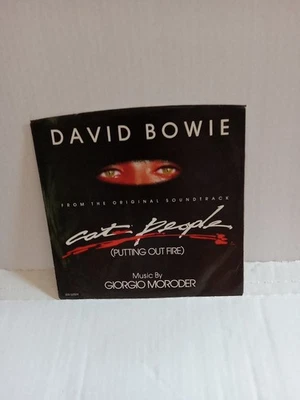 DAVID BOWIE
FROM THE ORIGINAL SOUNDTRACK
cat people
(PUTTING OUT FIRE)
Music By
GIORGIO MORODER